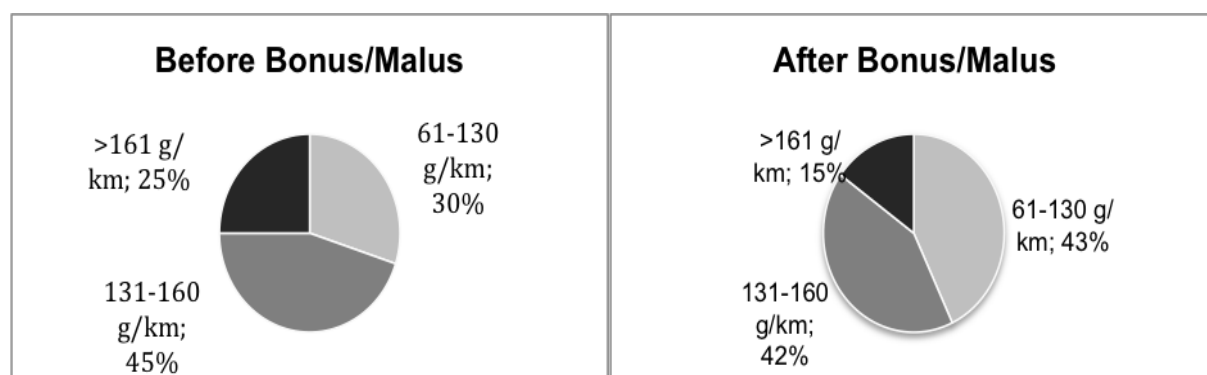 Before Bonus/Malus
>161 g/
km; 25%
61-130
g/km;
30%
131-160
g/km;
45%
After Bonus/Malus
>161 g/
km; 15%
61-130 g/
km; 43%
131-160
g/km;
42%